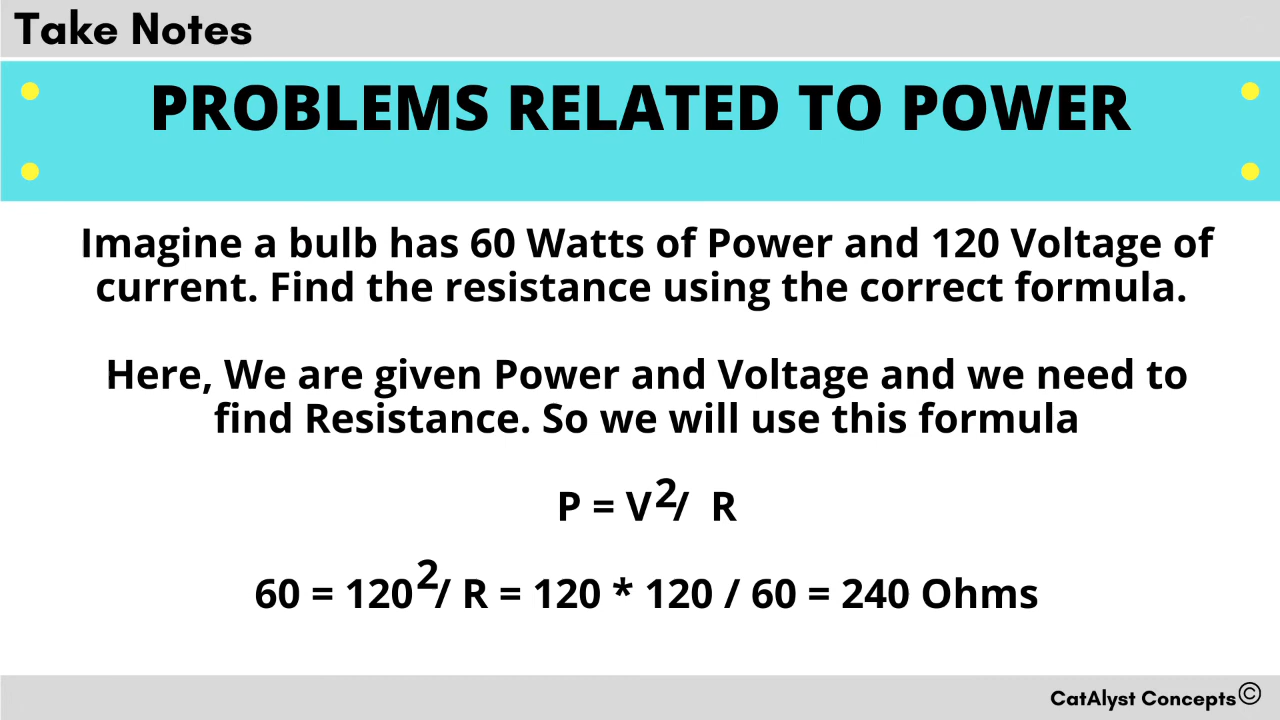 Take Notes
PROBLEMS RELATED TO POWER
Imagine a bulb has 60 Watts of Power and 120 Voltage of
current. Find the resistance using the correct formula.
Here, We are given Power and Voltage and we need to
find Resistance. So we will use this formula
P = V²/ R
60 = 120²/ R = 120 * 120 / 60 = 240 Ohms
CatAlyst Concepts©